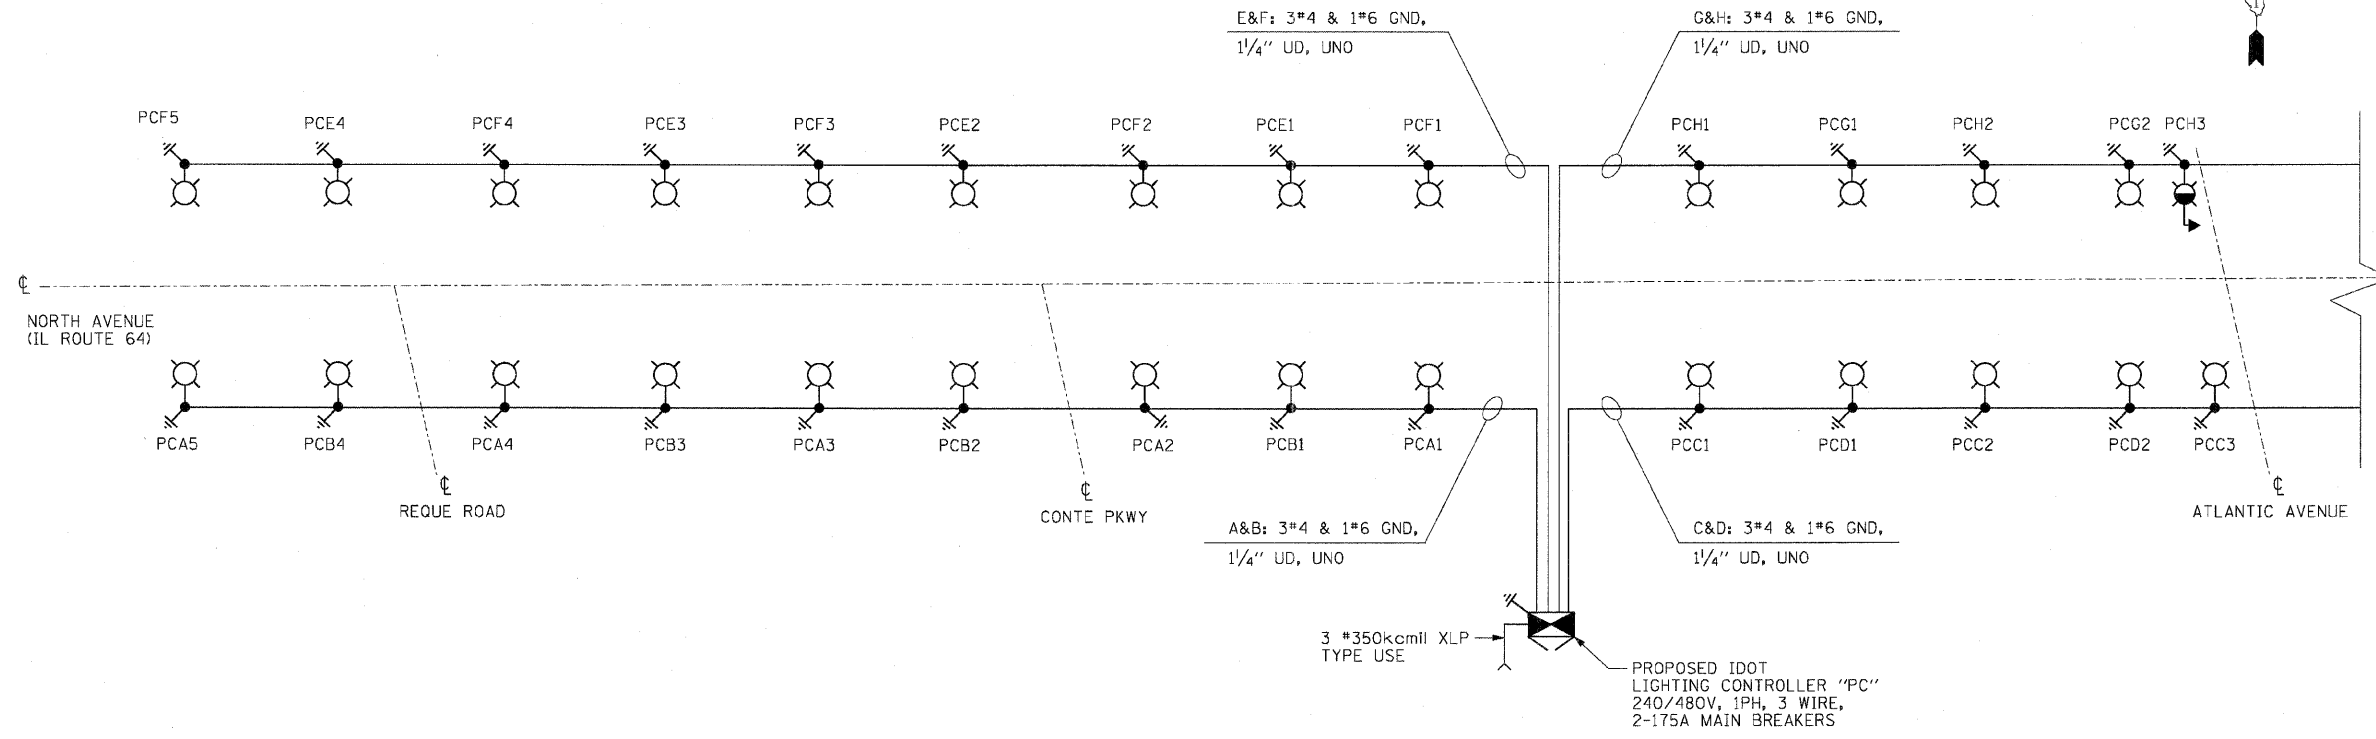 E&F: 3#4 & 1#6 GND,
1¼" UD, UNO
G&H: 3#4 & 1#6 GND,
1¼" UD, UNO
1
PCF5
PCE4
PCF4
PCE3
PCF3
PCE2
PCF2
PCE1
PCF1
PCH1
PCG1
PCH2
PCG2
PCH3
℄
NORTH AVENUE
(IL ROUTE 64)
PCA5
PCB4
PCA4
PCB3
PCA3
PCB2
PCA2
PCB1
PCA1
PCC1
PCD1
PCC2
PCD2
PCC3
℄
REQUE ROAD
℄
CONTE PKWY
℄
ATLANTIC AVENUE
A&B: 3#4 & 1#6 GND,
1¼" UD, UNO
C&D: 3#4 & 1#6 GND,
1¼" UD, UNO
3 #350kcmil XLP
TYPE USE
PROPOSED IDOT
LIGHTING CONTROLLER "PC"
240/480V, 1PH, 3 WIRE,
2-175A MAIN BREAKERS